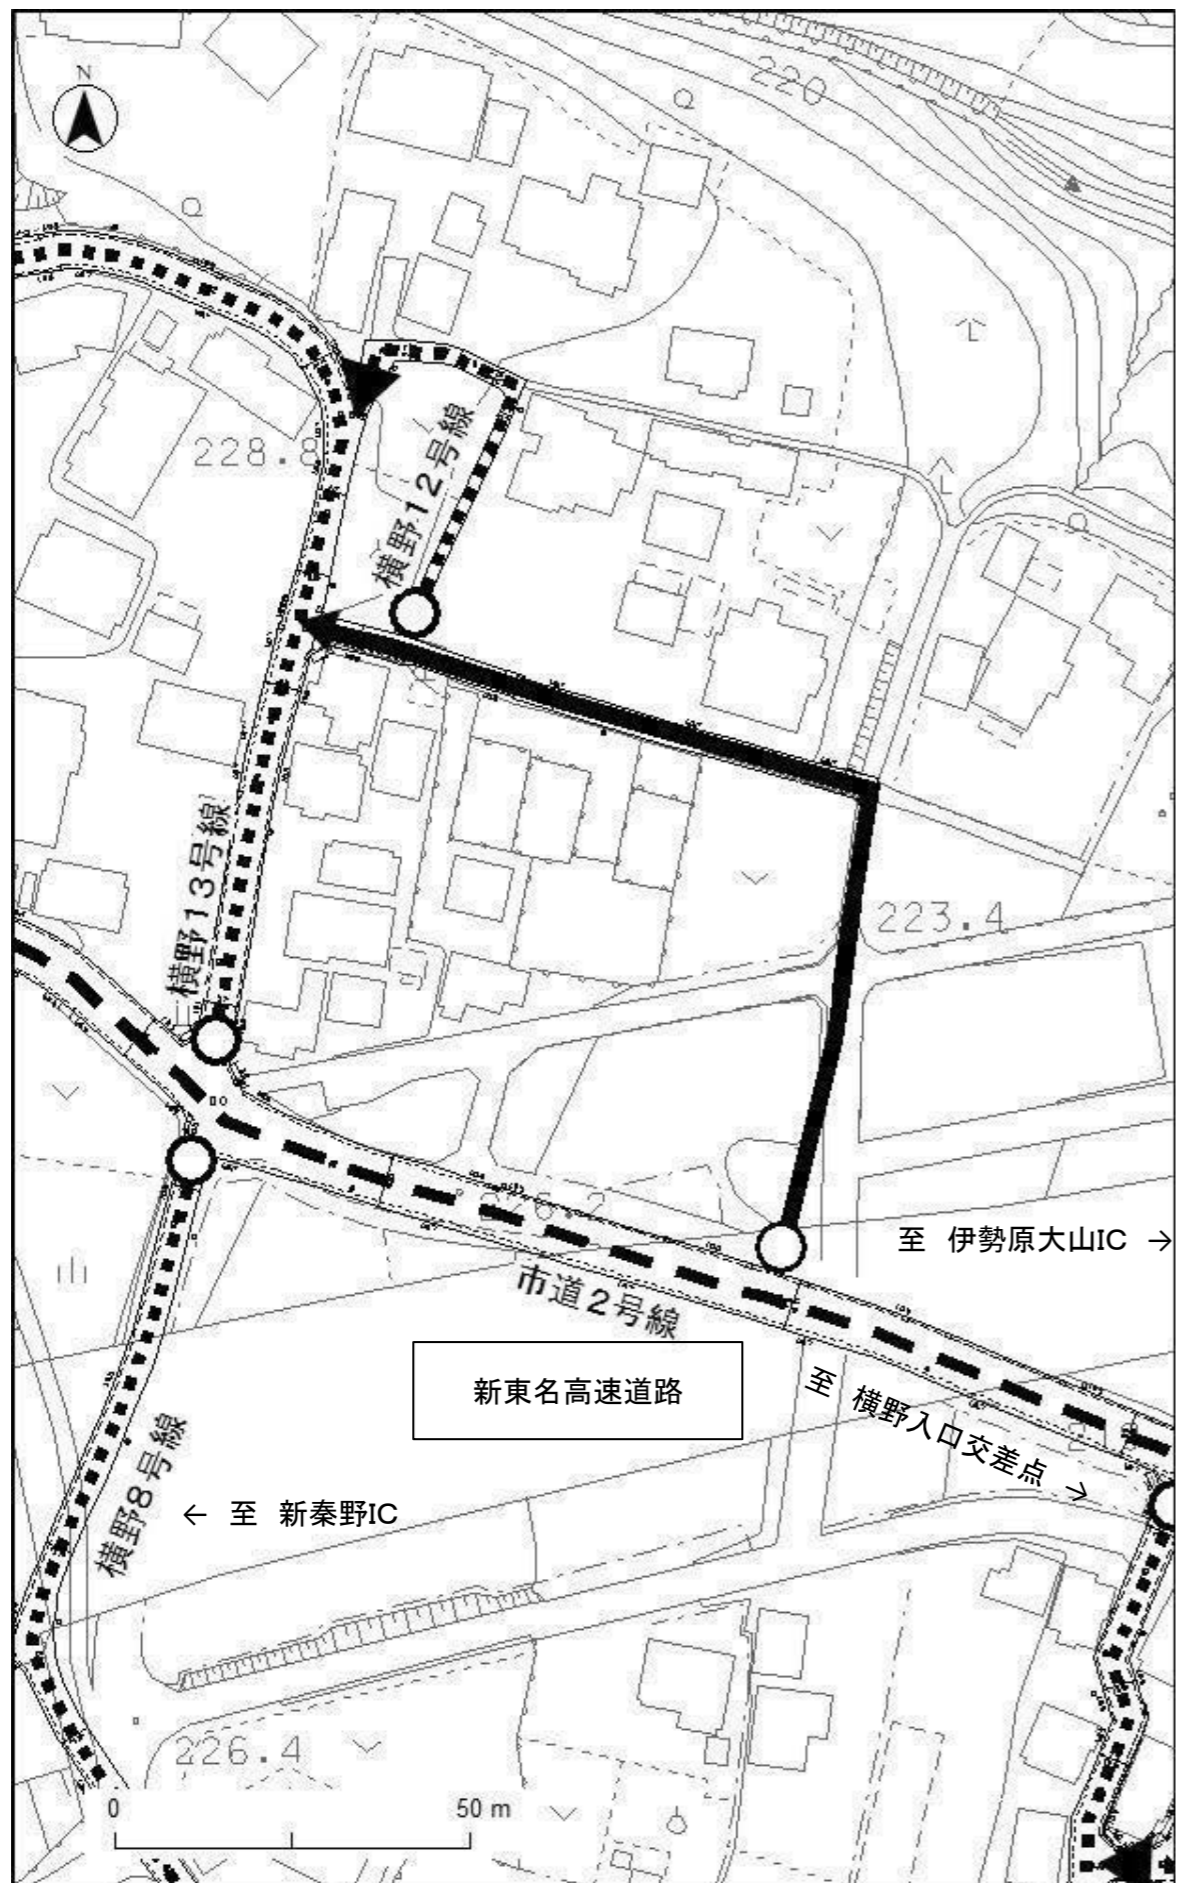 N
220
228.8
横野12号線
横野13号線
223.4
226.2
至 伊勢原大山IC →
市道2号線
新東名高速道路
至 横野入口交差点 →
横野8号線
← 至 新秦野IC
226.4
0 50 m